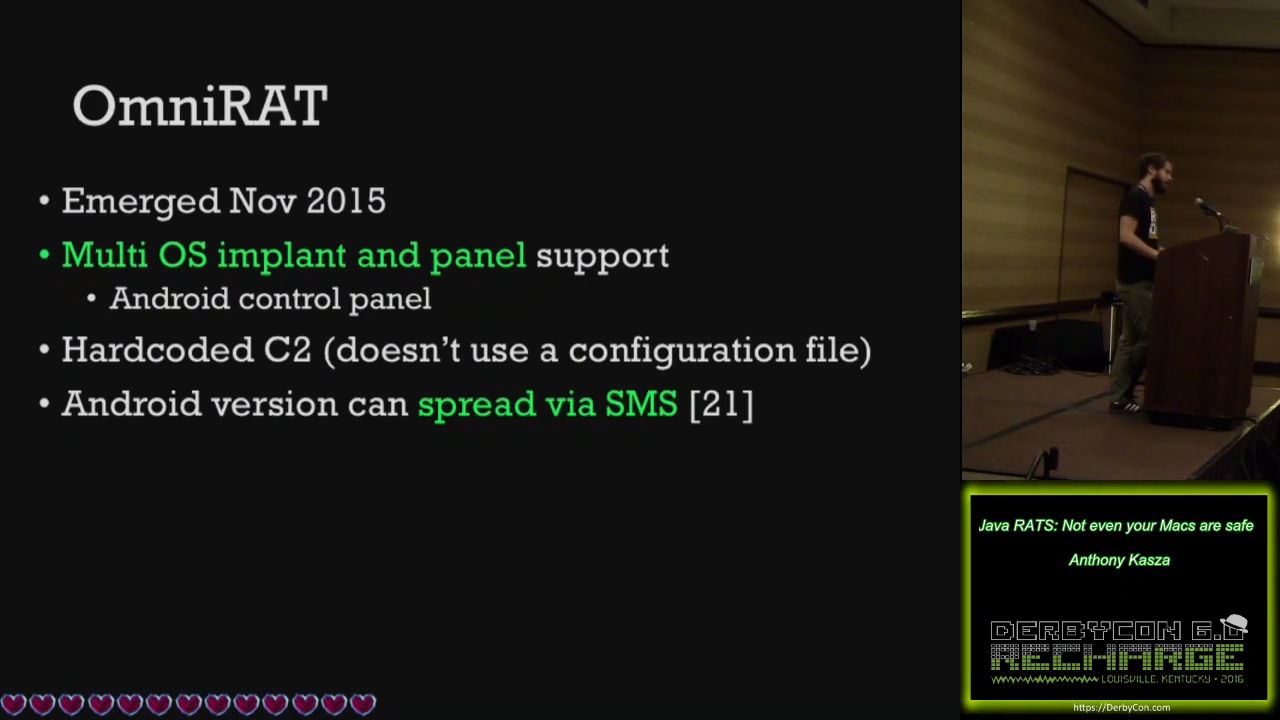 OmniRAT
• Emerged Nov 2015
• Multi OS implant and panel support
• Android control panel
• Hardcoded C2 (doesn't use a configuration file)
• Android version can spread via SMS [21]
Java RATS: Not even your Macs are safe
Anthony Kasza
DERBYCON 6.0
RECHARGE
LOUISVILLE, KENTUCKY • 2016
https://DerbyCon.com